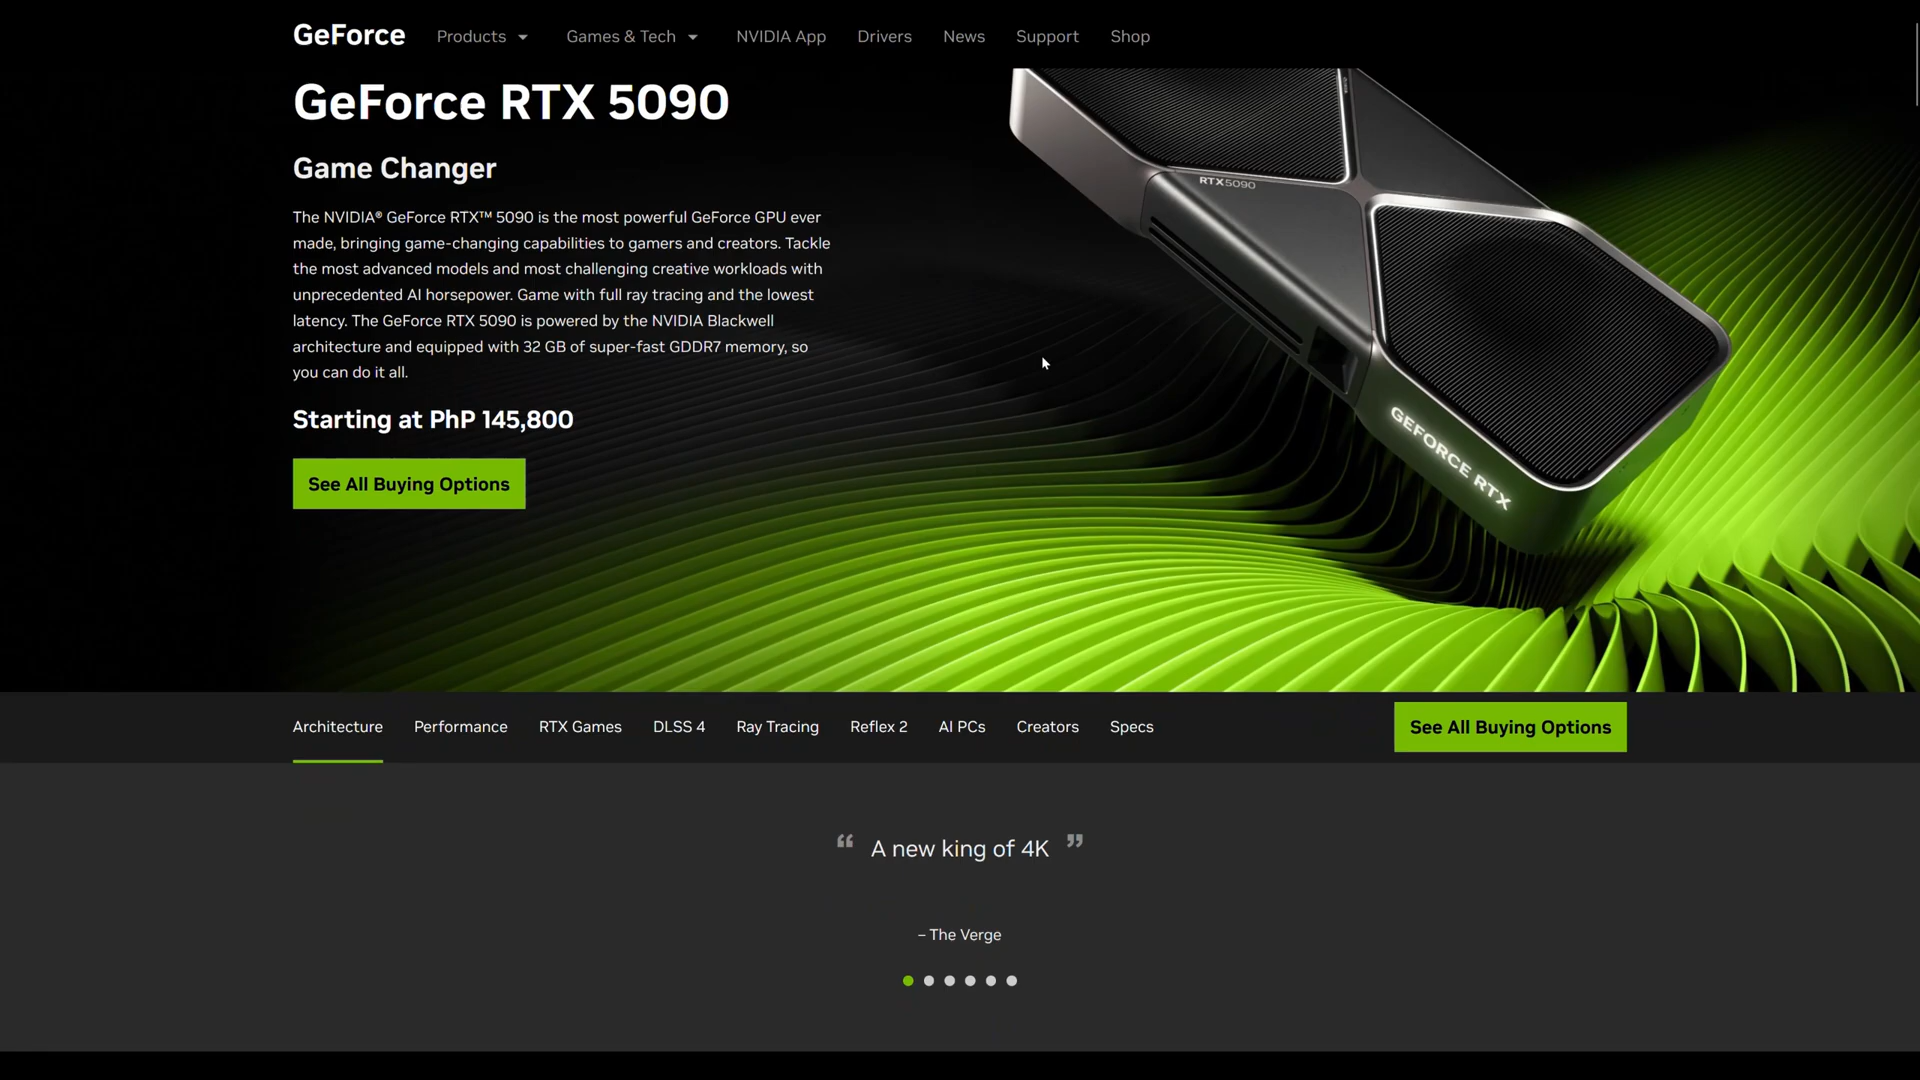 GeForce Products Games & Tech NVIDIA App Drivers News Support Shop
GeForce RTX 5090
Game Changer
The NVIDIA® GeForce RTX™ 5090 is the most powerful GeForce GPU ever
made, bringing game-changing capabilities to gamers and creators. Tackle
the most advanced models and most challenging creative workloads with
unprecedented AI horsepower. Game with full ray tracing and the lowest
latency. The GeForce RTX 5090 is powered by the NVIDIA Blackwell
architecture and equipped with 32 GB of super-fast GDDR7 memory, so
you can do it all.
Starting at PhP 145,800
See All Buying Options
RTX 5090
GEFORCE RTX
Architecture Performance RTX Games DLSS 4 Ray Tracing Reflex 2 AI PCs Creators Specs See All Buying Options
“ A new king of 4K ”
– The Verge